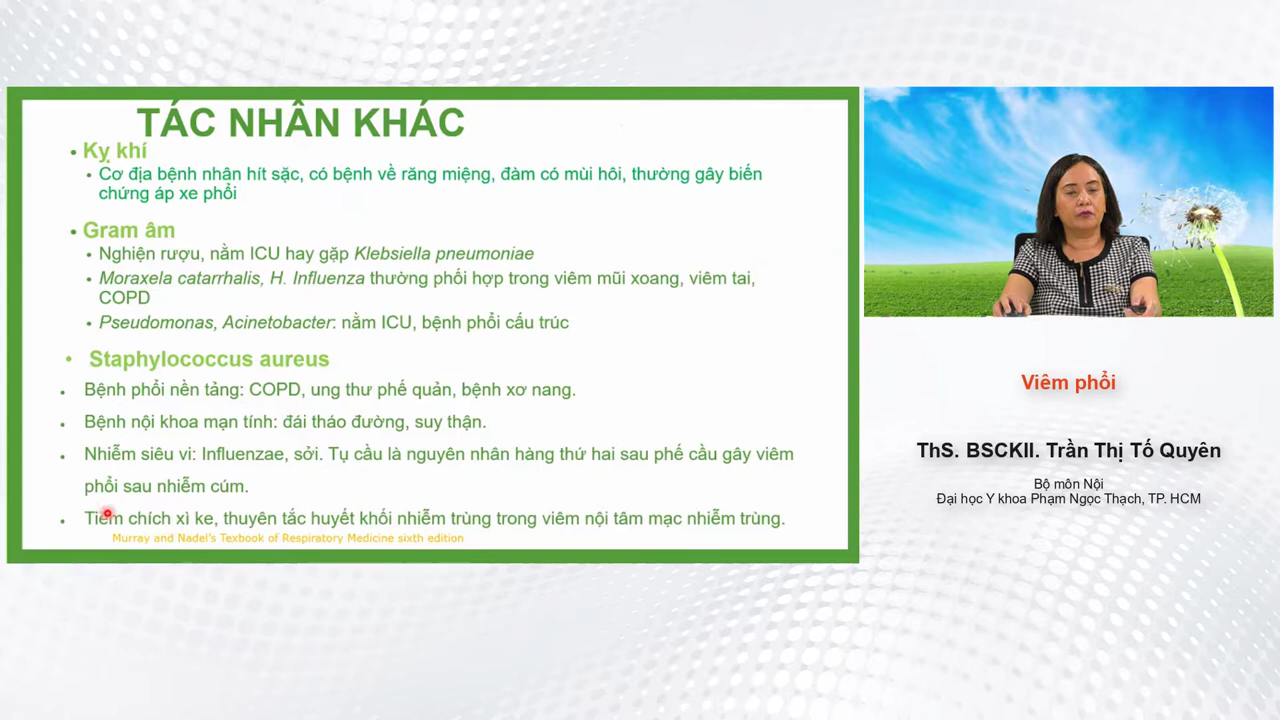 TÁC NHÂN KHÁC
• Kỵ khí
• Cơ địa bệnh nhân hít sặc, có bệnh về răng miệng, đàm có mùi hôi, thường gây biến
chứng áp xe phổi
• Gram âm
• Nghiện rượu, nằm ICU hay gặp Klebsiella pneumoniae
• Moraxela catarrhalis, H. Influenza thường phối hợp trong viêm mũi xoang, viêm tai,
COPD
• Pseudomonas, Acinetobacter: nằm ICU, bệnh phổi cấu trúc
• Staphylococcus aureus
• Bệnh phổi nền tảng: COPD, ung thư phế quản, bệnh xơ nang.
• Bệnh nội khoa mạn tính: đái tháo đường, suy thận.
• Nhiễm siêu vi: Influenzae, sởi. Tụ cầu là nguyên nhân hàng thứ hai sau phế cầu gây viêm
phổi sau nhiễm cúm.
• Tiêm chích xì ke, thuyên tắc huyết khối nhiễm trùng trong viêm nội tâm mạc nhiễm trùng.
Murray and Nadel's Texbook of Respiratory Medicine sixth edition
Viêm phổi
ThS. BSCKII. Trần Thị Tố Quyên
Bộ môn Nội
Đại học Y khoa Phạm Ngọc Thạch, TP. HCM